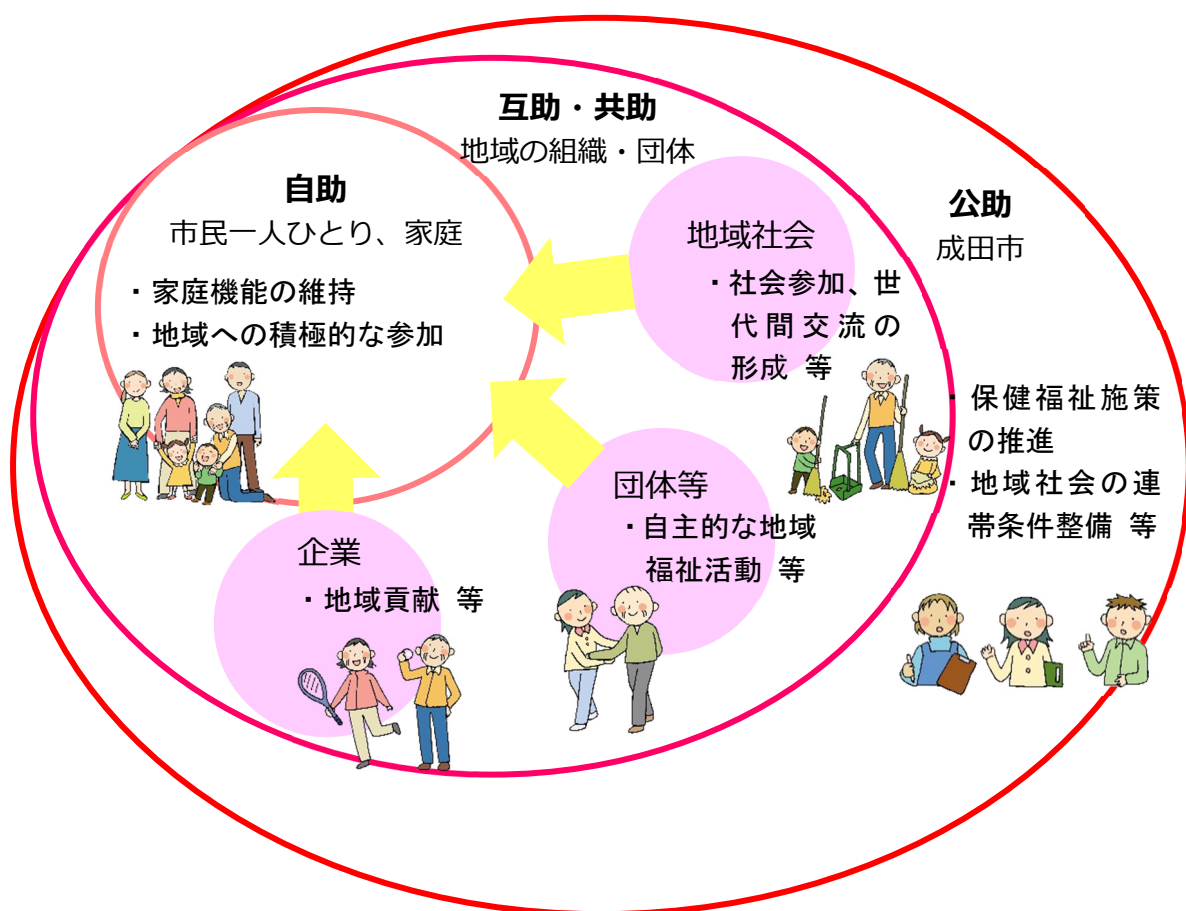 互助・共助
地域の組織・団体
自助
市民一人ひとり、家庭
・家庭機能の維持
・地域への積極的な参加
地域社会
・社会参加、世
代間交流の
形成 等
公助
成田市
・保健福祉施策
の推進
・地域社会の連
帯条件整備 等
団体等
・自主的な地域
福祉活動 等
企業
・地域貢献 等